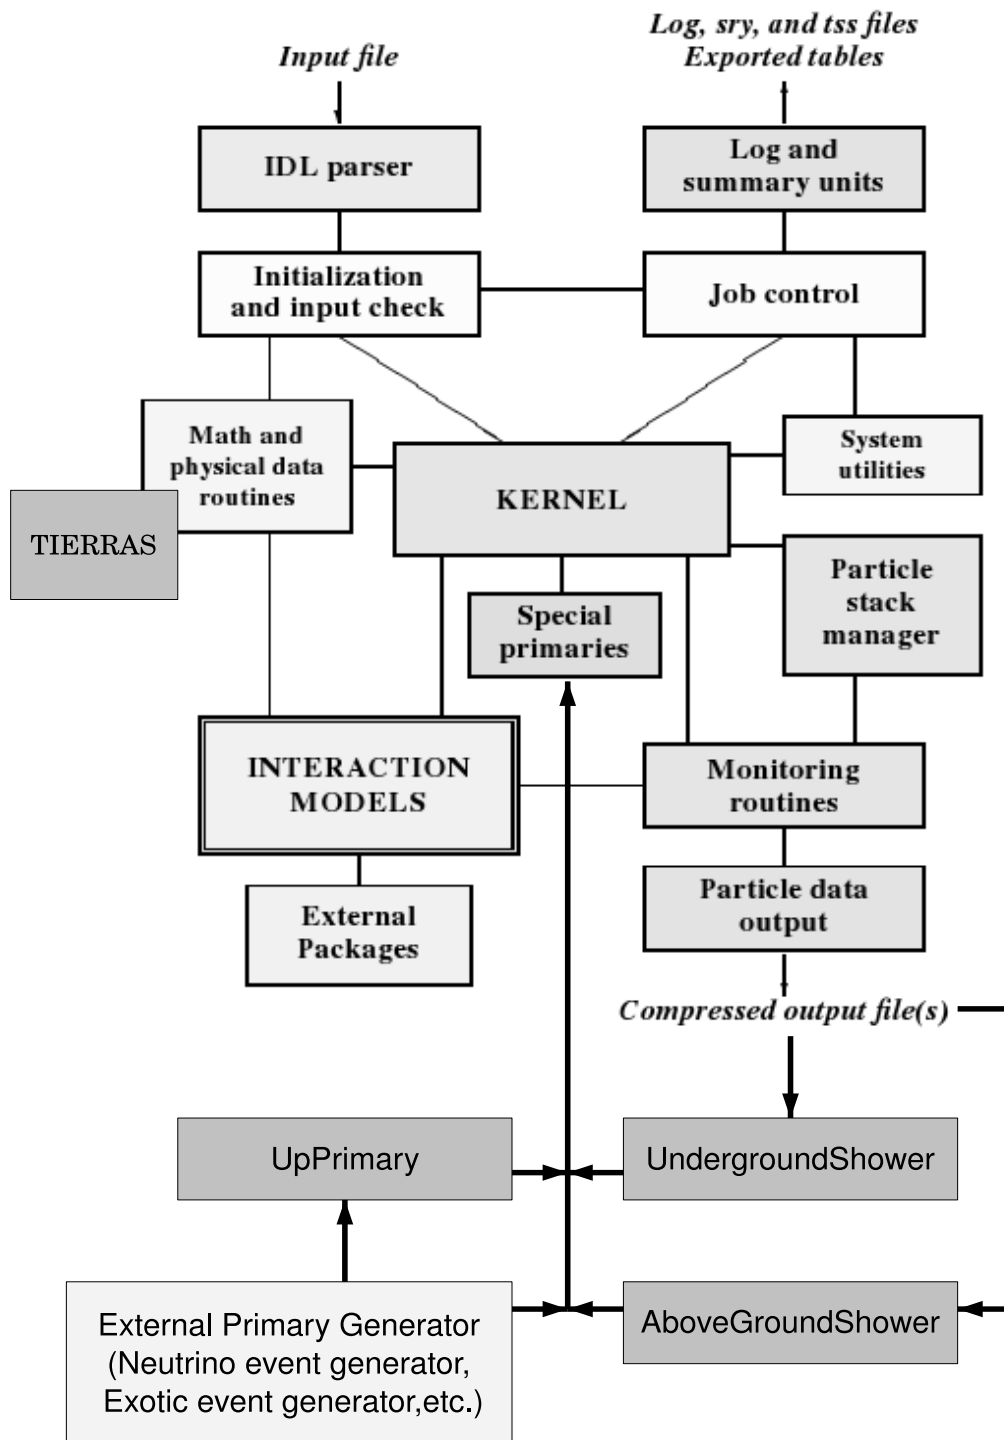 Log, sry, and tss files
Input file
Exported tables
IDL parser
Log and
summary units
Initialization
and input check
Job control
Math and
physical data
routines
System
utilities
KERNEL
TIERRAS
Particle
stack
manager
Special
primaries
INTERACTION
MODELS
Monitoring
routines
External
Packages
Particle data
output
Compressed output file(s)
UpPrimary
UndergroundShower
External Primary Generator
(Neutrino event generator,
Exotic event generator,etc.)
AboveGroundShower